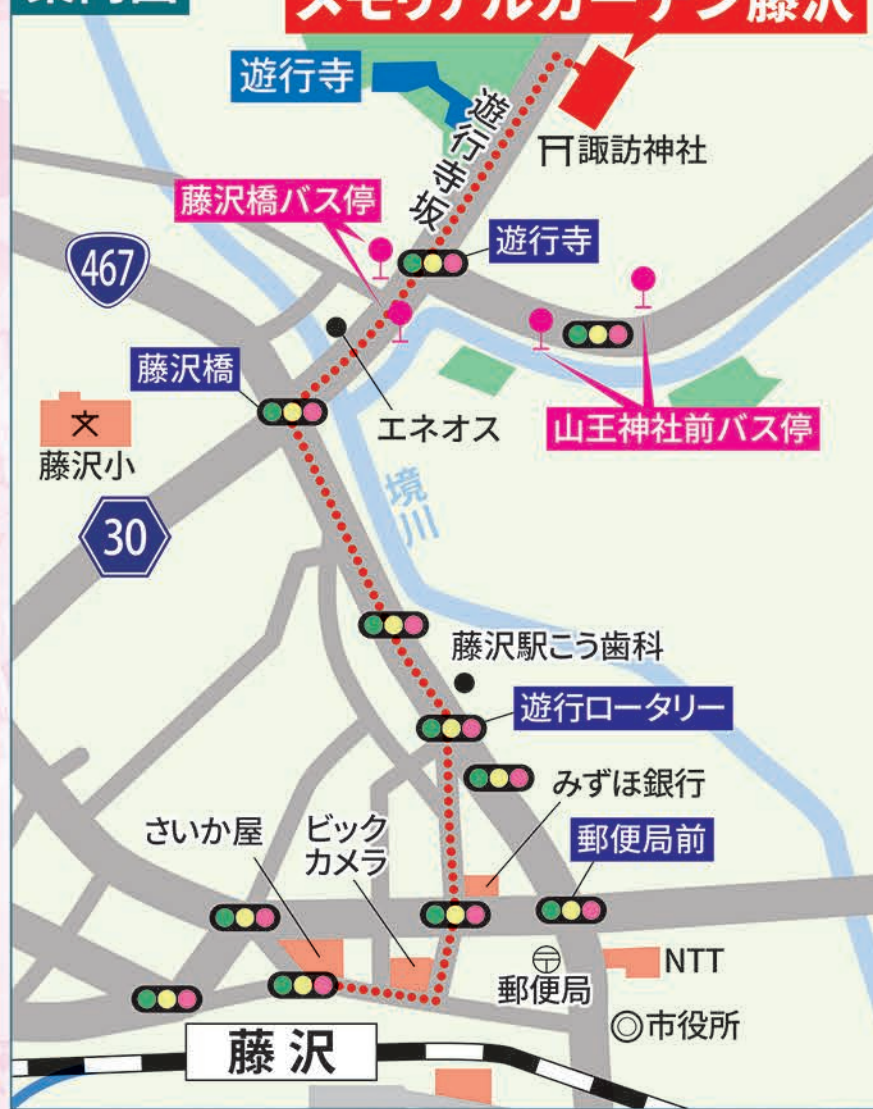 案内図
メモリアルガーデン藤沢
遊行寺
遊行寺坂
諏訪神社
藤沢橋バス停
遊行寺
467
藤沢橋
エネオス
山王神社前バス停
文
藤沢小
境川
30
藤沢駅こう歯科
遊行ロータリー
みずほ銀行
さいか屋
ビック
カメラ
郵便局前
〒
郵便局
NTT
◎市役所
藤沢